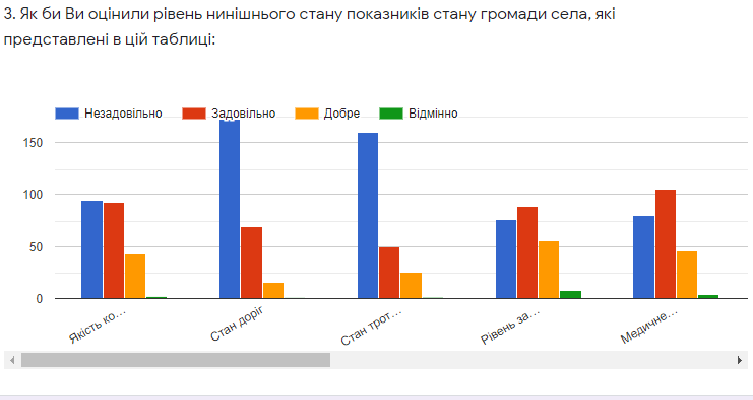 3. Як би Ви оцінили рівень нинішнього стану показників стану громади села, які
представлені в цій таблиці:
Незадовільно Задовільно Добре Відмінно
150
100
50
0
Якість ко... Стан доріг Стан трот... Рівень за... Медичне...